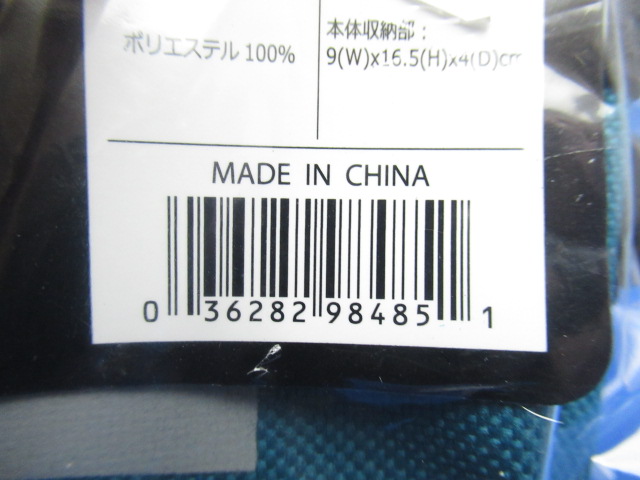 ポリエステル 100%
本体収納部：
9(W)x16.5(H)x4(D)cm
MADE IN CHINA
0 36282 98485 1